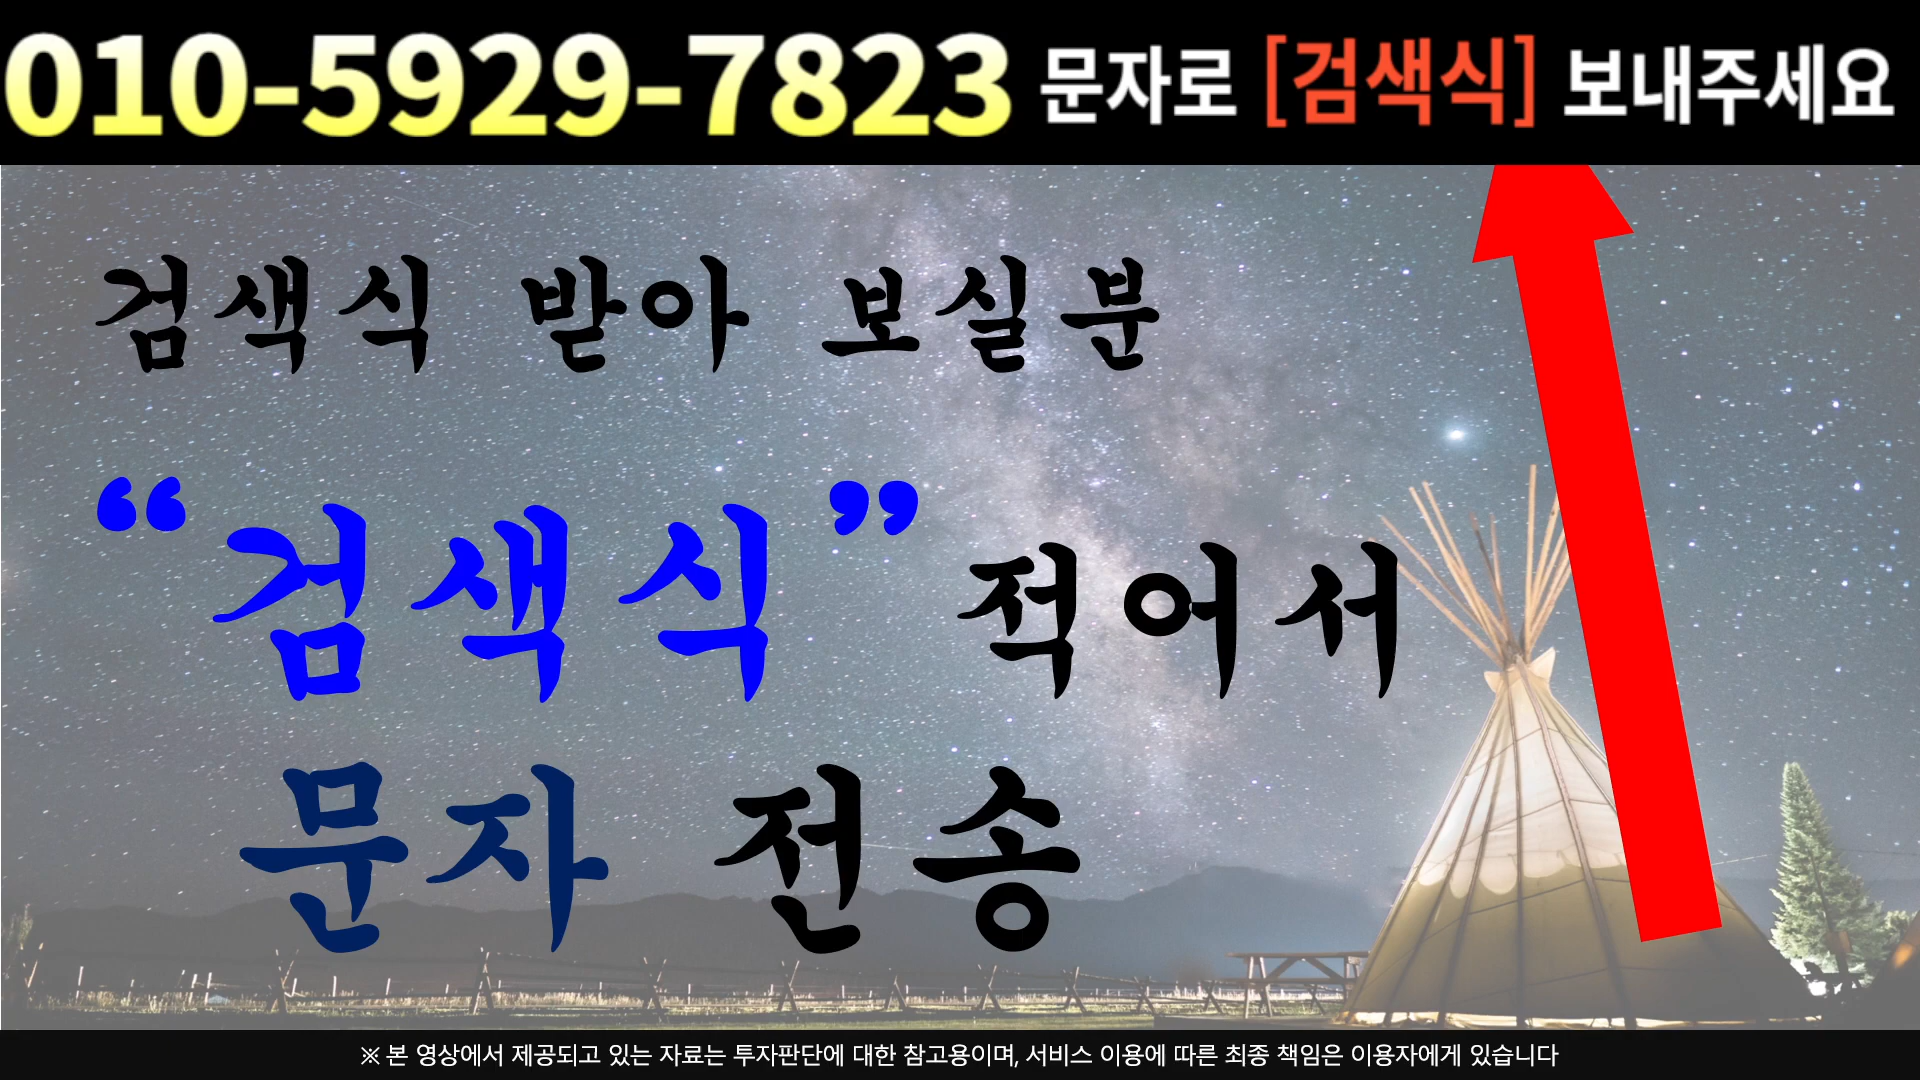 010-5929-7823 문자로 [검색식] 보내주세요
검색식 받아 보실분
“검색식” 적어서
문자 전송
※ 본 영상에서 제공되고 있는 자료는 투자판단에 대한 참고용이며, 서비스 이용에 따른 최종 책임은 이용자에게 있습니다